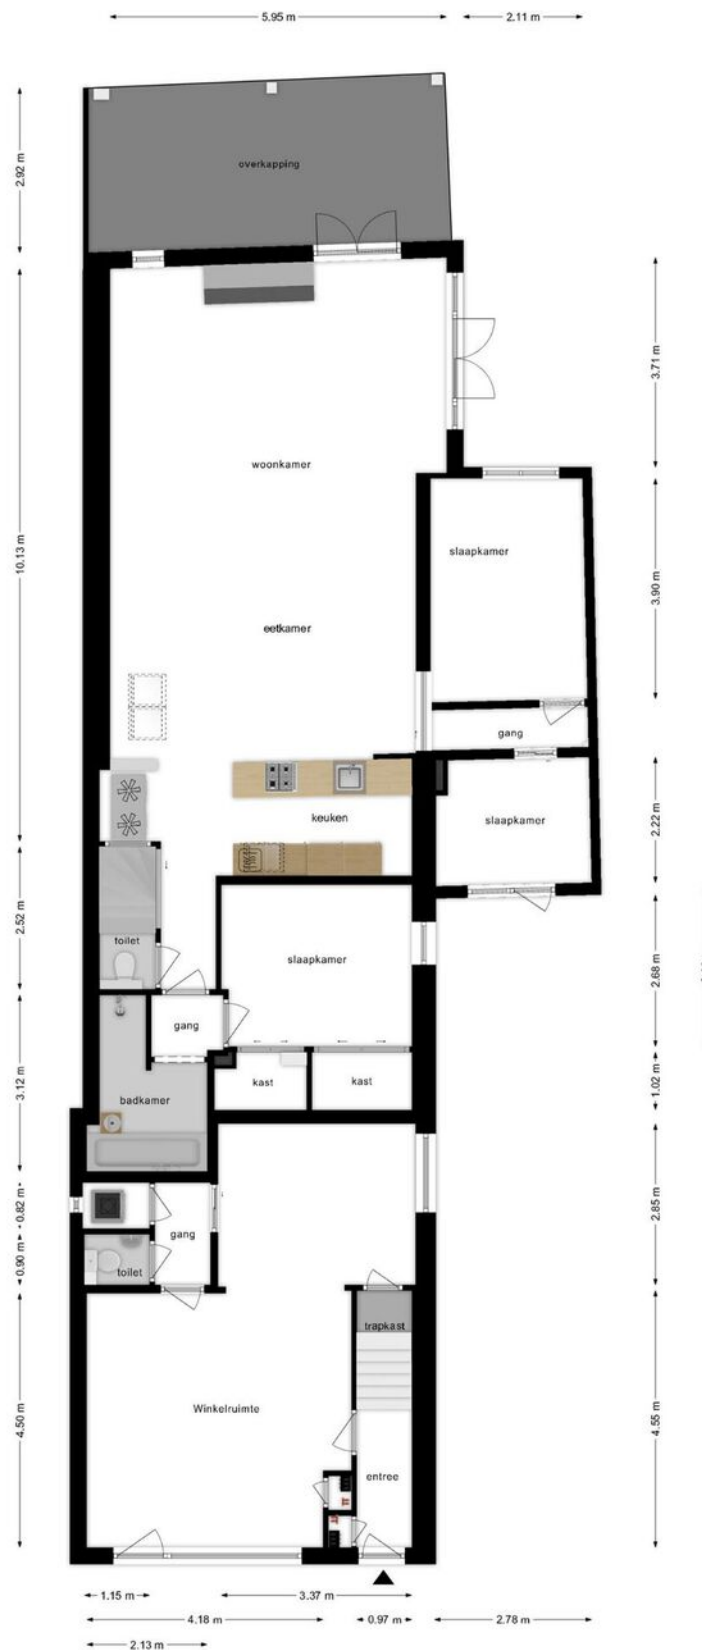 5.95 m
2.11 m
2.92 m
overkapping
3.71 m
woonkamer
slaapkamer
10.13 m
3.90 m
eetkamer
gang
keuken
slaapkamer
2.22 m
2.52 m
toilet
slaapkamer
2.68 m
gang
kast
kast
1.02 m
3.12 m
badkamer
0.82 m
2.85 m
gang
0.90 m
toilet
trapkast
Winkelruimte
4.50 m
4.55 m
entree
1.15 m
3.37 m
4.18 m
0.97 m
2.78 m
2.13 m